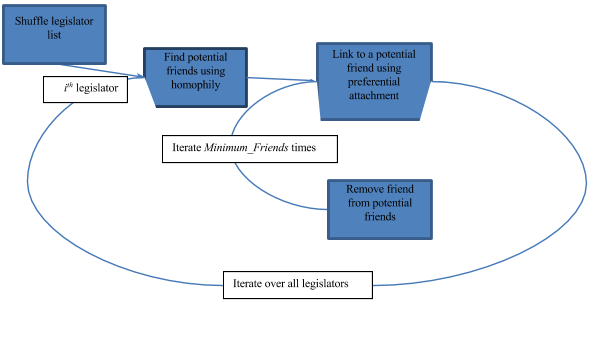 Shuffle legislator
list
Find potential
friends using
homophily
Link to a potential
friend using
preferential
attachment
iᵗʰ legislator
Iterate Minimum_Friends times
Remove friend
from potential
friends
Iterate over all legislators